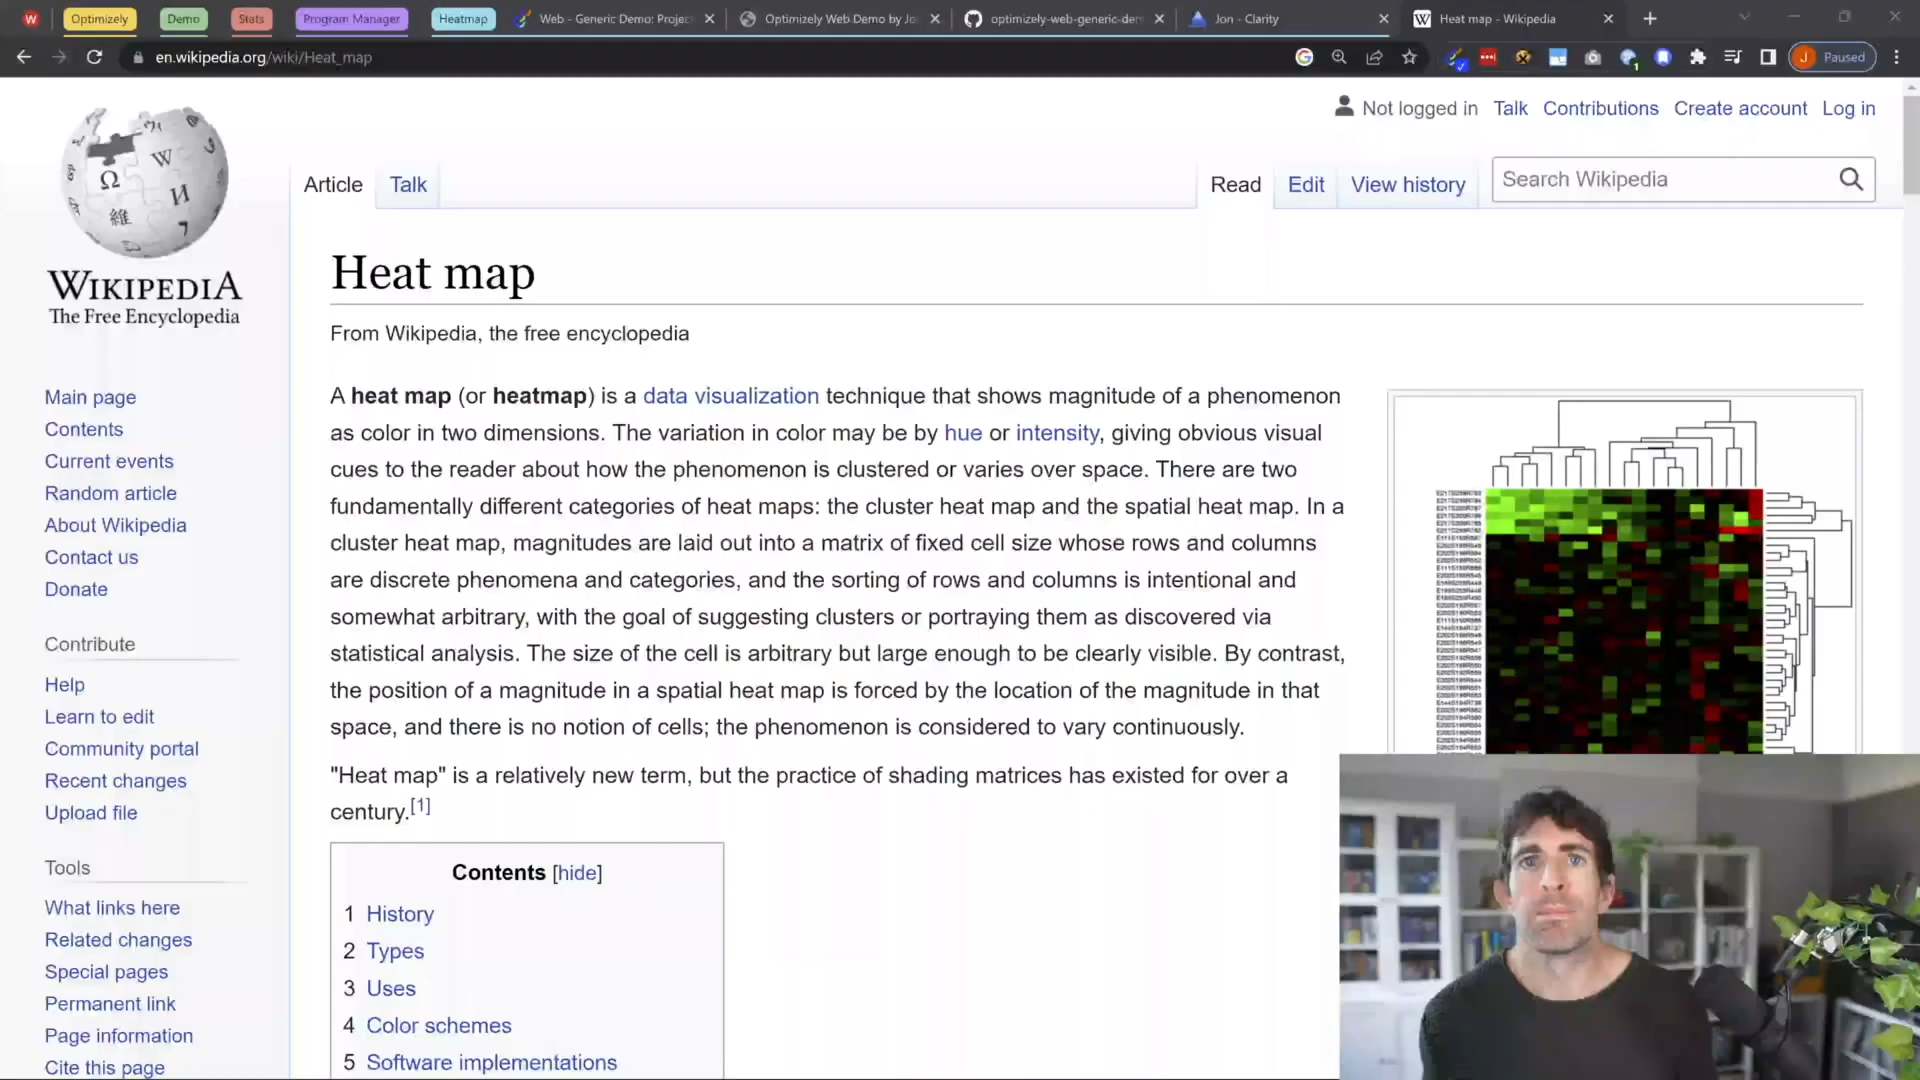 Optimizely
Demo
Stats
Program Manager
Heatmap
Web - Generic Demo: Projec
Optimizely Web Demo by Jo
optimizely-web-generic-der
Jon - Clarity
Heat map - Wikipedia
en.wikipedia.org/wiki/Heat_map
J Paused
WIKIPEDIA
The Free Encyclopedia
Not logged in Talk Contributions Create account Log in
Article Talk
Read Edit View history
Search Wikipedia
Main page
Contents
Current events
Random article
About Wikipedia
Contact us
Donate
Contribute
Help
Learn to edit
Community portal
Recent changes
Upload file
Tools
What links here
Related changes
Special pages
Permanent link
Page information
Cite this page
Heat map
From Wikipedia, the free encyclopedia
A heat map (or heatmap) is a data visualization technique that shows magnitude of a phenomenon
as color in two dimensions. The variation in color may be by hue or intensity, giving obvious visual
cues to the reader about how the phenomenon is clustered or varies over space. There are two
fundamentally different categories of heat maps: the cluster heat map and the spatial heat map. In a
cluster heat map, magnitudes are laid out into a matrix of fixed cell size whose rows and columns
are discrete phenomena and categories, and the sorting of rows and columns is intentional and
somewhat arbitrary, with the goal of suggesting clusters or portraying them as discovered via
statistical analysis. The size of the cell is arbitrary but large enough to be clearly visible. By contrast,
the position of a magnitude in a spatial heat map is forced by the location of the magnitude in that
space, and there is no notion of cells; the phenomenon is considered to vary continuously.
"Heat map" is a relatively new term, but the practice of shading matrices has existed for over a
century.[1]
Contents [hide]
1 History
2 Types
3 Uses
4 Color schemes
5 Software implementations